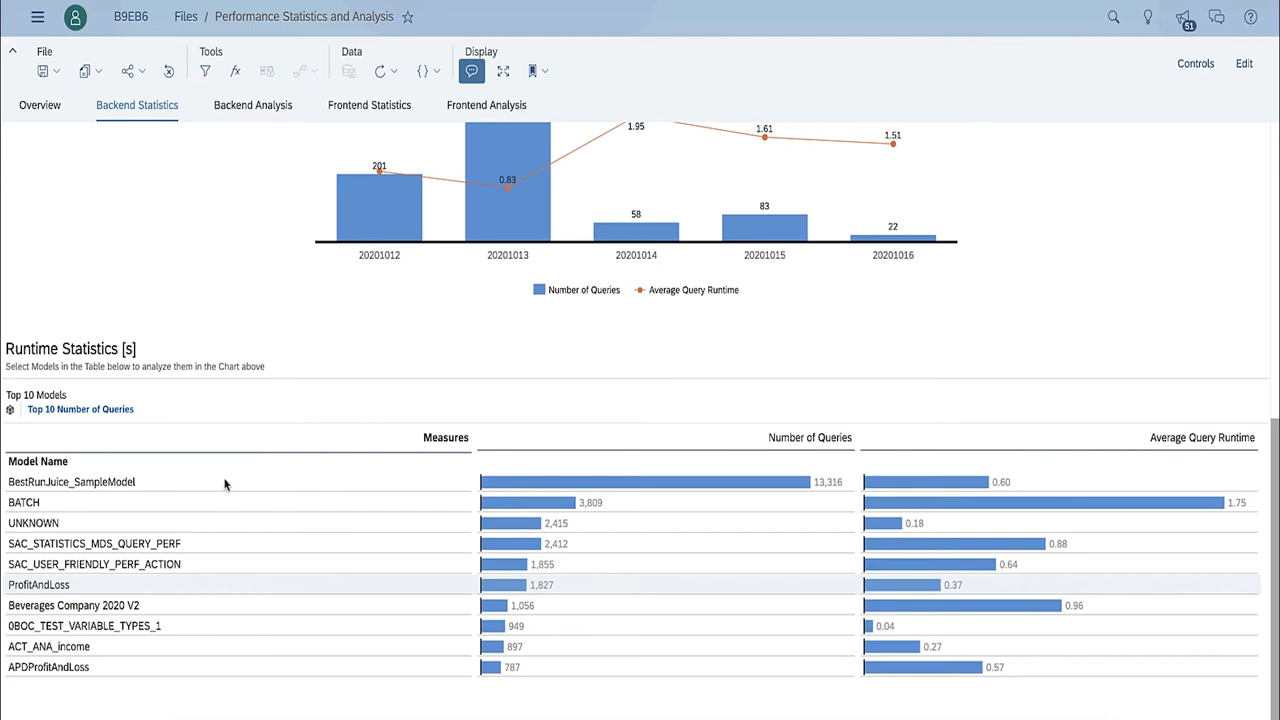 B9EB6 Files / Performance Statistics and Analysis
51
File Tools Data Display
Controls Edit
Overview Backend Statistics Backend Analysis Frontend Statistics Frontend Analysis
1.95 1.61 1.51
201 0.83
58 83 22
20201012 20201013 20201014 20201015 20201016
Number of Queries Average Query Runtime
Runtime Statistics [s]
Select Models in the Table below to analyze them in the Chart above
Top 10 Models
Top 10 Number of Queries
Measures Number of Queries Average Query Runtime
Model Name
BestRunJuice_SampleModel 13,316 0.60
BATCH 3,809 1.75
UNKNOWN 2,415 0.18
SAC_STATISTICS_MDS_QUERY_PERF 2,412 0.88
SAC_USER_FRIENDLY_PERF_ACTION 1,855 0.64
ProfitAndLoss 1,827 0.37
Beverages Company 2020 V2 1,056 0.96
0BOC_TEST_VARIABLE_TYPES_1 949 0.04
ACT_ANA_income 897 0.27
APDProfitAndLoss 787 0.57